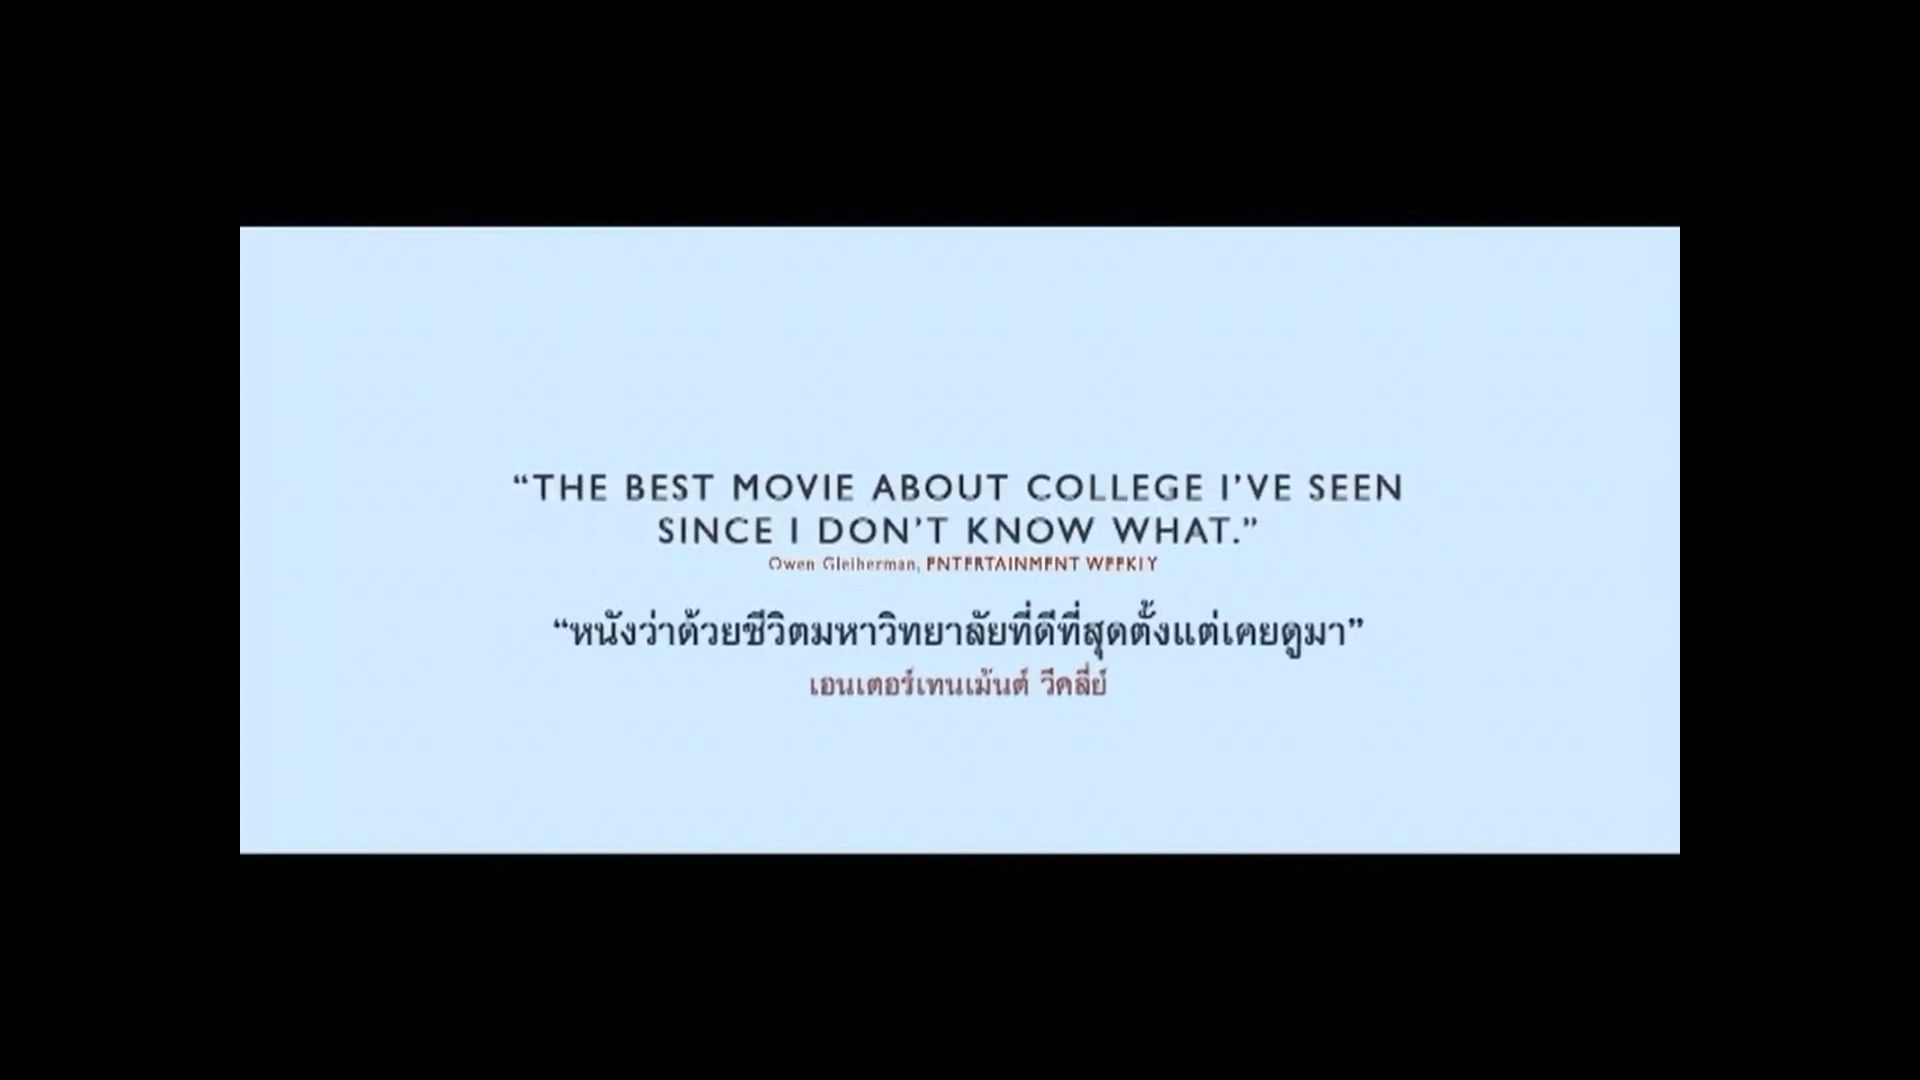 “THE BEST MOVIE ABOUT COLLEGE I’VE SEEN
SINCE I DON’T KNOW WHAT.”
Owen Gleiberman, ENTERTAINMENT WEEKLY
“หนังว่าด้วยชีวิตมหาวิทยาลัยที่ดีที่สุดตั้งแต่เคยดูมา”
เอนเตอร์เทนเม้นต์ วีคลี่ย์